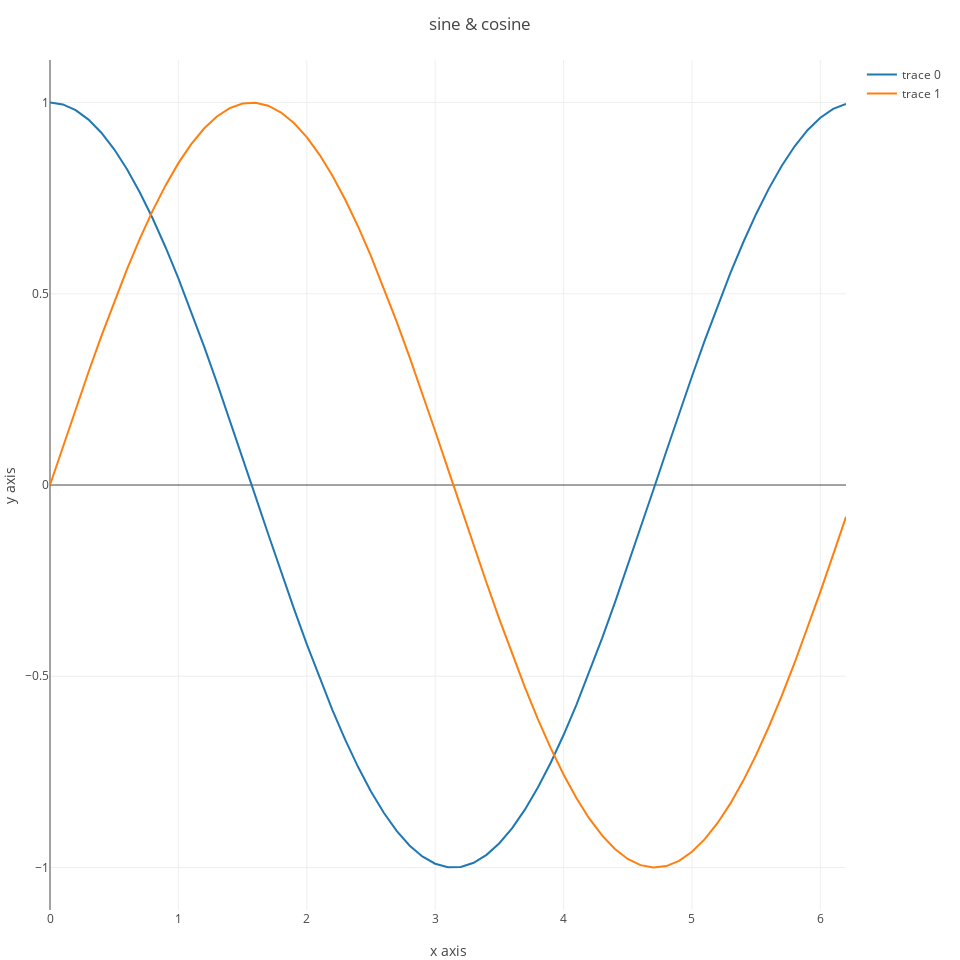 sine & cosine
trace 0
trace 1
1
0.5
0
−0.5
−1
y axis
0 1 2 3 4 5 6
x axis